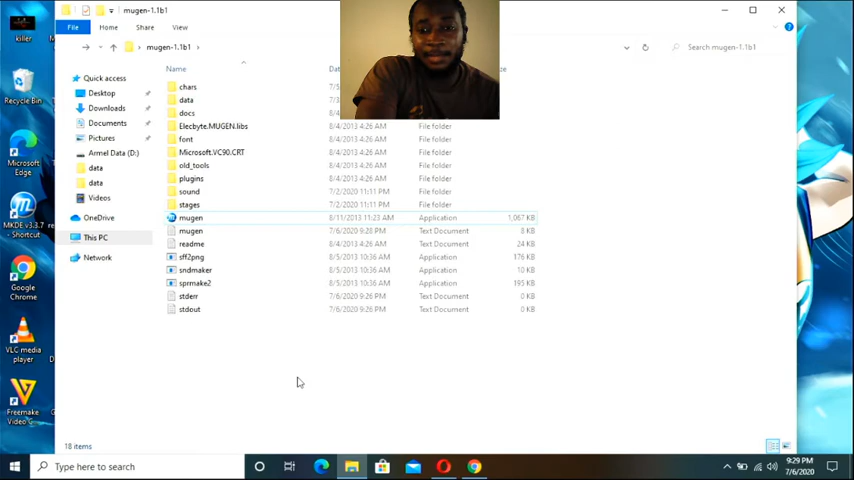 killer
Recycle Bin
Microsoft
Edge
MKDE v3.3.7
- Shortcut
Google
Chrome
VLC media
player
Freemake
Video C
mugen-1.1b1
File
Home
Share
View
mugen-1.1b1
Search mugen-1.1b1
Quick access
Desktop
Downloads
Documents
Pictures
Armel Data (D:)
data
data
Videos
OneDrive
This PC
Network
Name
chars
data
docs
Elecbyte.MUGEN.libs 8/4/2013 4:26 AM File folder
font 8/4/2013 4:26 AM File folder
Microsoft.VC90.CRT 8/4/2013 4:26 AM File folder
old_tools 8/4/2013 4:26 AM File folder
plugins 8/4/2013 4:26 AM File folder
sound 7/2/2020 11:11 PM File folder
stages 7/2/2020 11:11 PM File folder
mugen 8/11/2013 11:23 AM Application 1,067 KB
mugen 7/6/2020 9:28 PM Text Document 8 KB
readme 8/4/2013 4:26 AM Text Document 24 KB
sff2png 8/5/2013 10:36 AM Application 176 KB
sndmaker 8/5/2013 10:36 AM Application 10 KB
sprmake2 8/5/2013 10:36 AM Application 195 KB
stderr 7/6/2020 9:26 PM Text Document 0 KB
stdout 7/6/2020 9:26 PM Text Document 0 KB
18 items
Type here to search
9:29 PM
7/6/2020